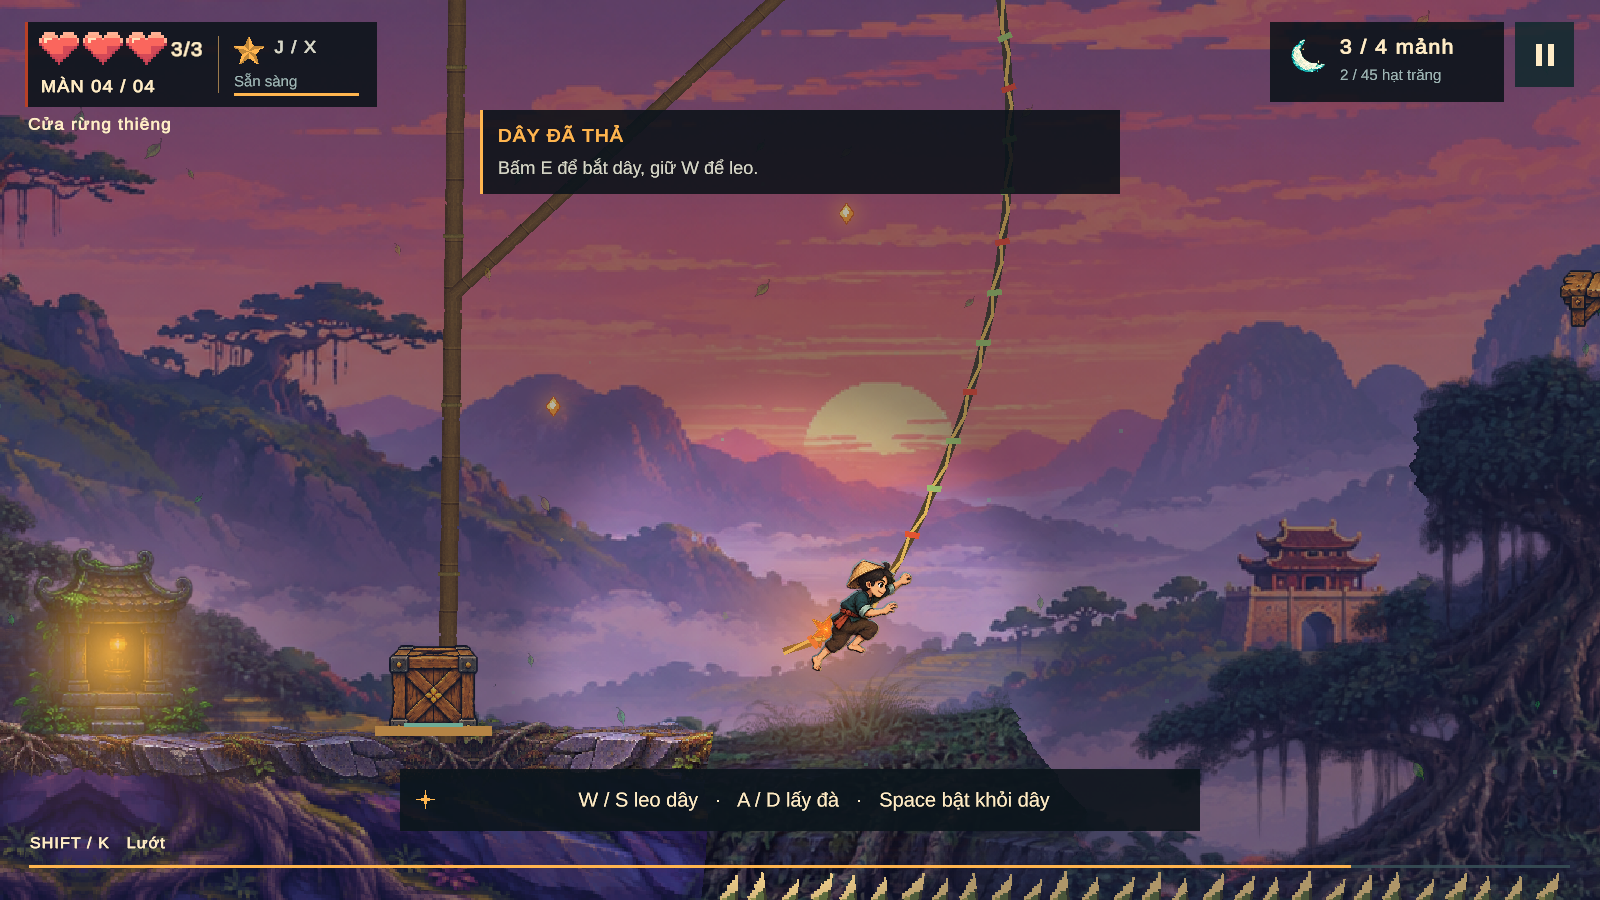 3/3
J / X
Sẵn sàng
MÀN 04 / 04
Cửa rừng thiêng
3 / 4 mảnh
2 / 45 hạt trăng
DÂY ĐÃ THẢ
Bấm E để bắt dây, giữ W để leo.
W / S leo dây · A / D lấy đà · Space bật khỏi dây
SHIFT / K Lướt